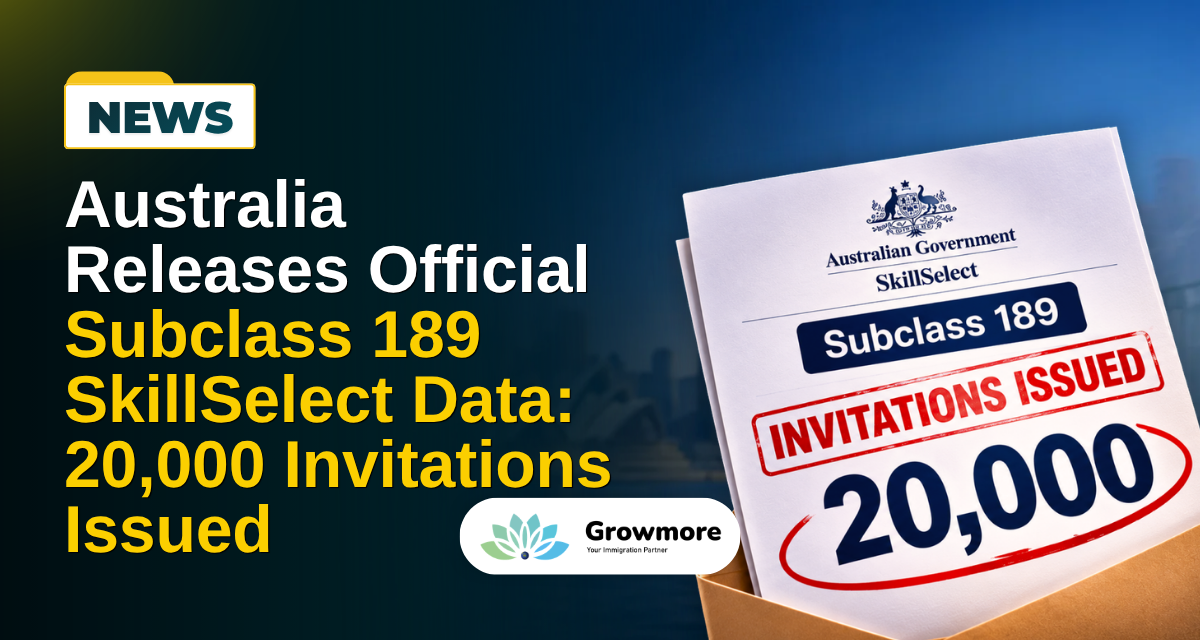 NEWS
Australia
Releases Official
Subclass 189
SkillSelect Data:
20,000 Invitations
Issued
Growmore
Your Immigration Partner
Australian Government
SkillSelect
Subclass 189
INVITATIONS ISSUED
20,000